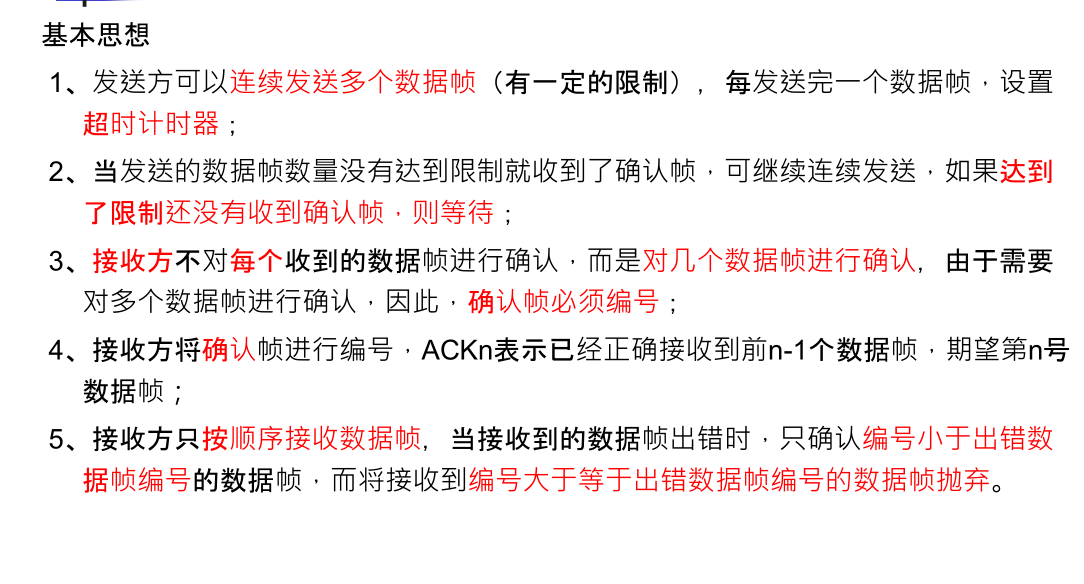 基本思想
1、发送方可以连续发送多个数据帧（有一定的限制），每发送完一个数据帧，设置
超时计时器；
2、当发送的数据帧数量没有达到限制就收到了确认帧，可继续连续发送，如果达到
了限制还没有收到确认帧，则等待；
3、接收方不对每个收到的数据帧进行确认，而是对几个数据帧进行确认，由于需要
对多个数据帧进行确认，因此，确认帧必须编号；
4、接收方将确认帧进行编号，ACKn表示已经正确接收到前n-1个数据帧，期望第n号
数据帧；
5、接收方只按顺序接收数据帧，当接收到的数据帧出错时，只确认编号小于出错数
据帧编号的数据帧，而将接收到编号大于等于出错数据帧编号的数据帧抛弃。